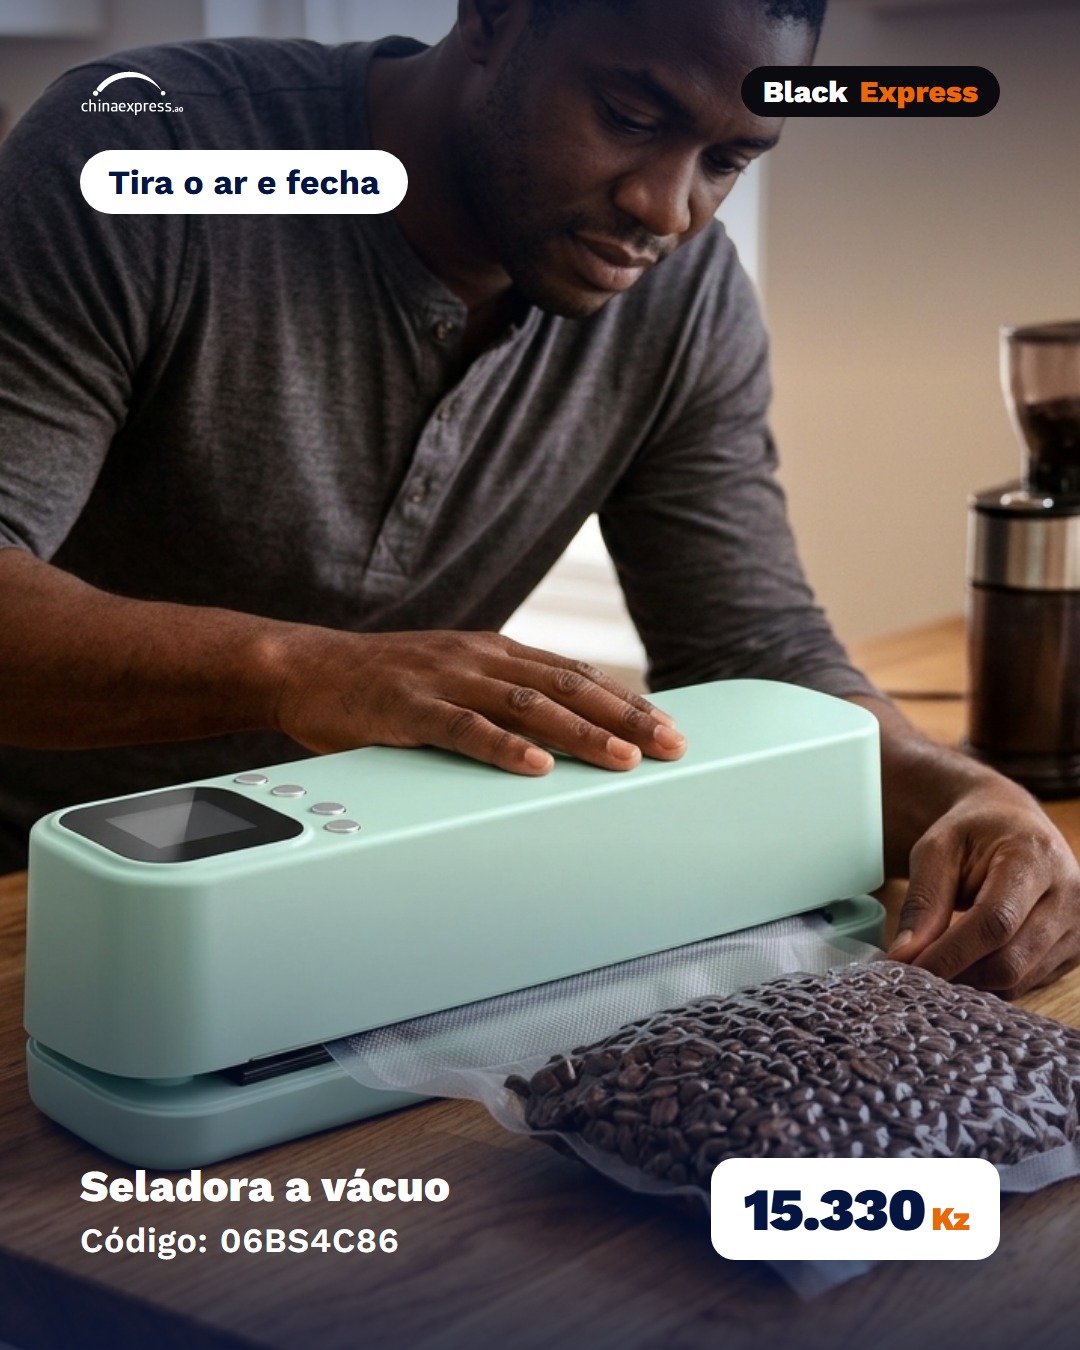 chinaexpress.ao
Black Express
Tira o ar e fecha
Seladora a vácuo
Código: 06BS4C86
15.330 Kz